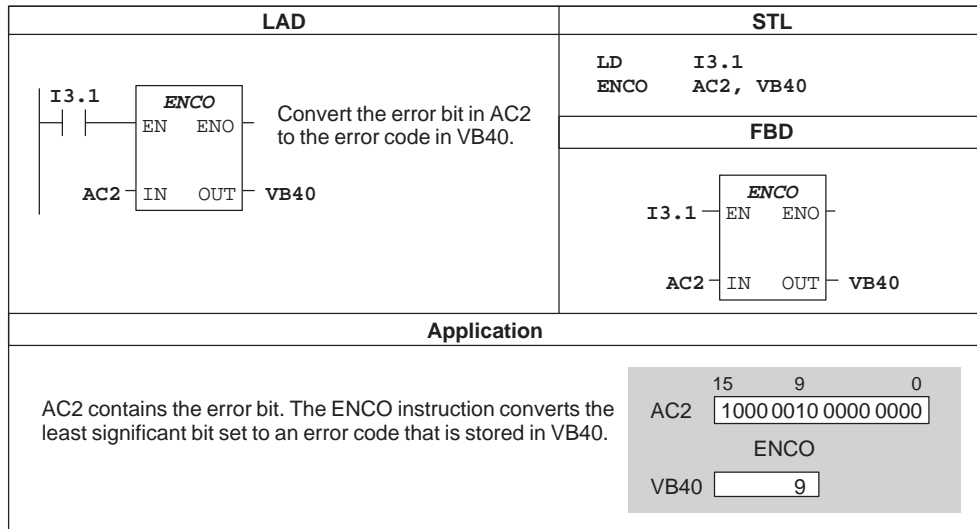 LAD
I3.1
ENCO
EN ENO
AC2 IN OUT VB40
Convert the error bit in AC2
to the error code in VB40.
STL
LD I3.1
ENCO AC2, VB40
FBD
ENCO
I3.1 EN ENO
AC2 IN OUT VB40
Application
AC2 contains the error bit. The ENCO instruction converts the
least significant bit set to an error code that is stored in VB40.
15 9 0
AC2 1000 0010 0000 0000
ENCO
VB40 9